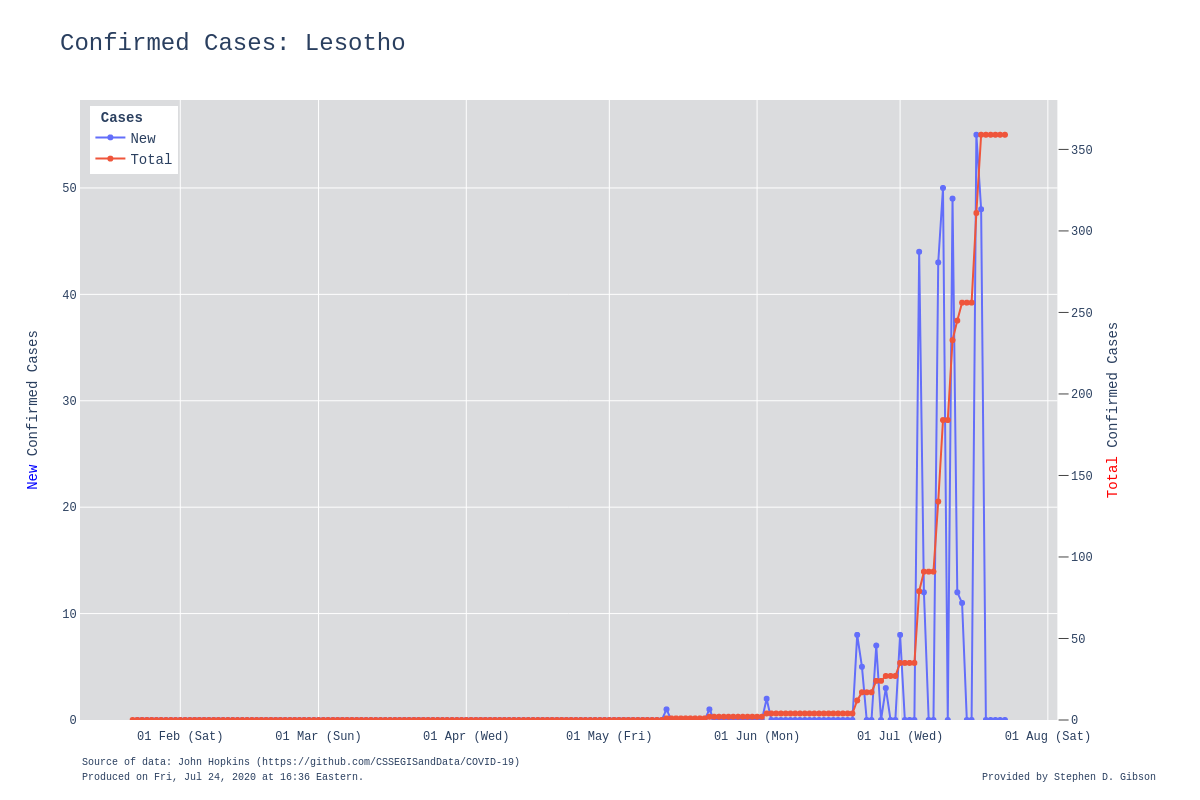 Confirmed Cases: Lesotho
Cases
New
Total
50
40
30
20
10
0
350
300
250
200
150
100
50
0
New Confirmed Cases
Total Confirmed Cases
01 Feb (Sat)
01 Mar (Sun)
01 Apr (Wed)
01 May (Fri)
01 Jun (Mon)
01 Jul (Wed)
01 Aug (Sat)
Source of data: John Hopkins (https://github.com/CSSEGISandData/COVID-19)
Produced on Fri, Jul 24, 2020 at 16:36 Eastern.
Provided by Stephen D. Gibson